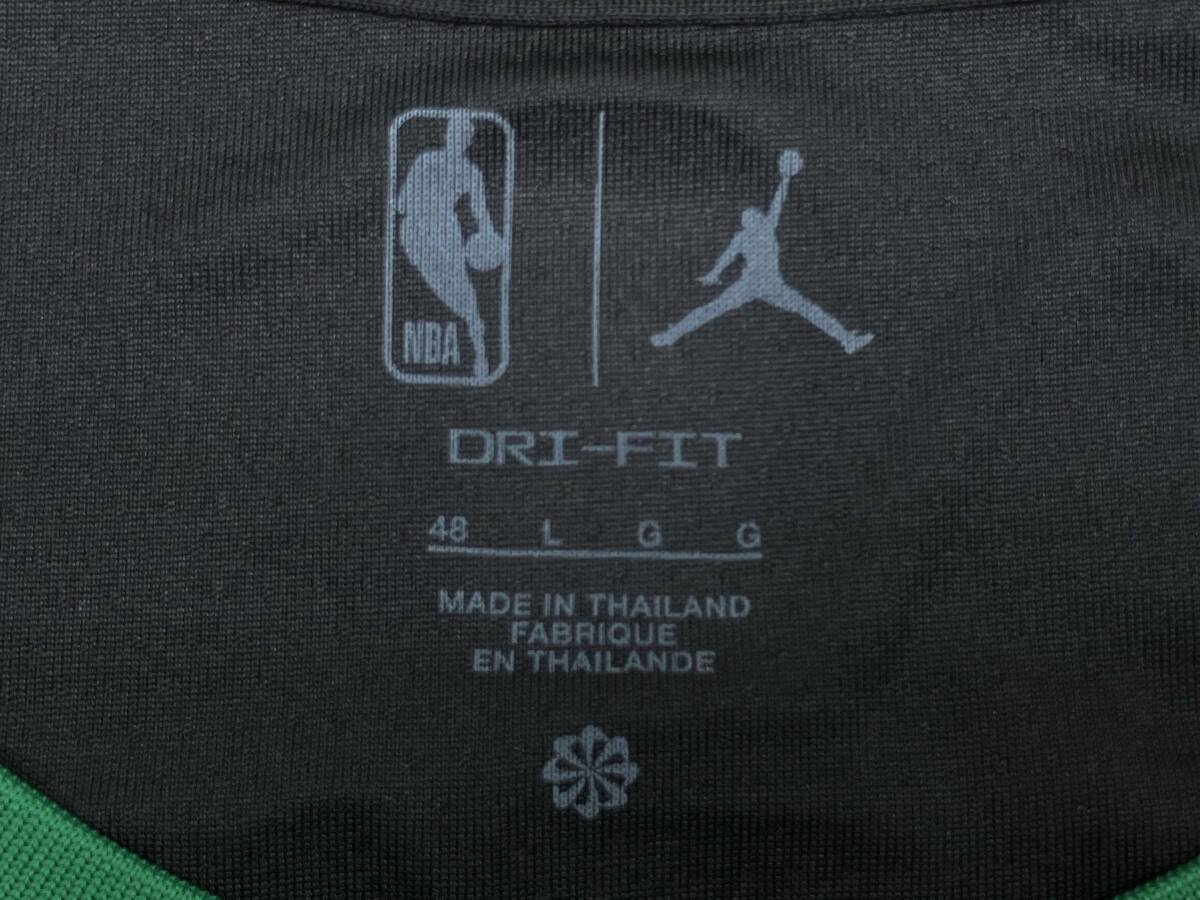 NBA
DRI-FIT
48 L G G
MADE IN THAILAND
FABRIQUE
EN THAILANDE